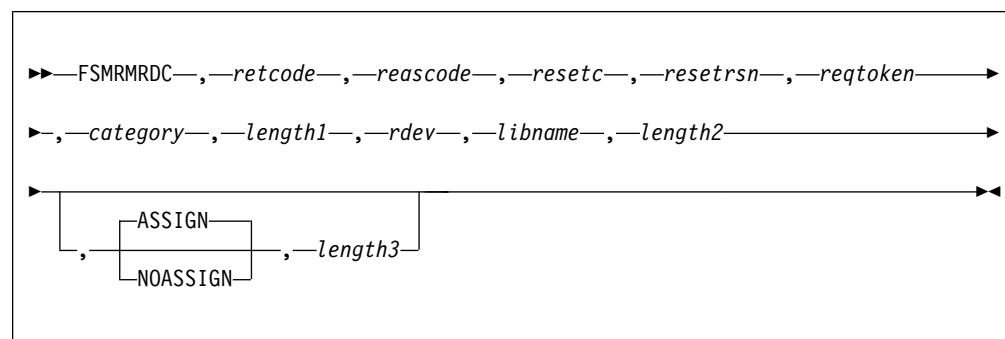 FSMRMRDC , retcode , reascode , resetc , resetrsn , reqtoken
, category , length1 , rdev , libname , length2
ASSIGN
, , length3
NOASSIGN